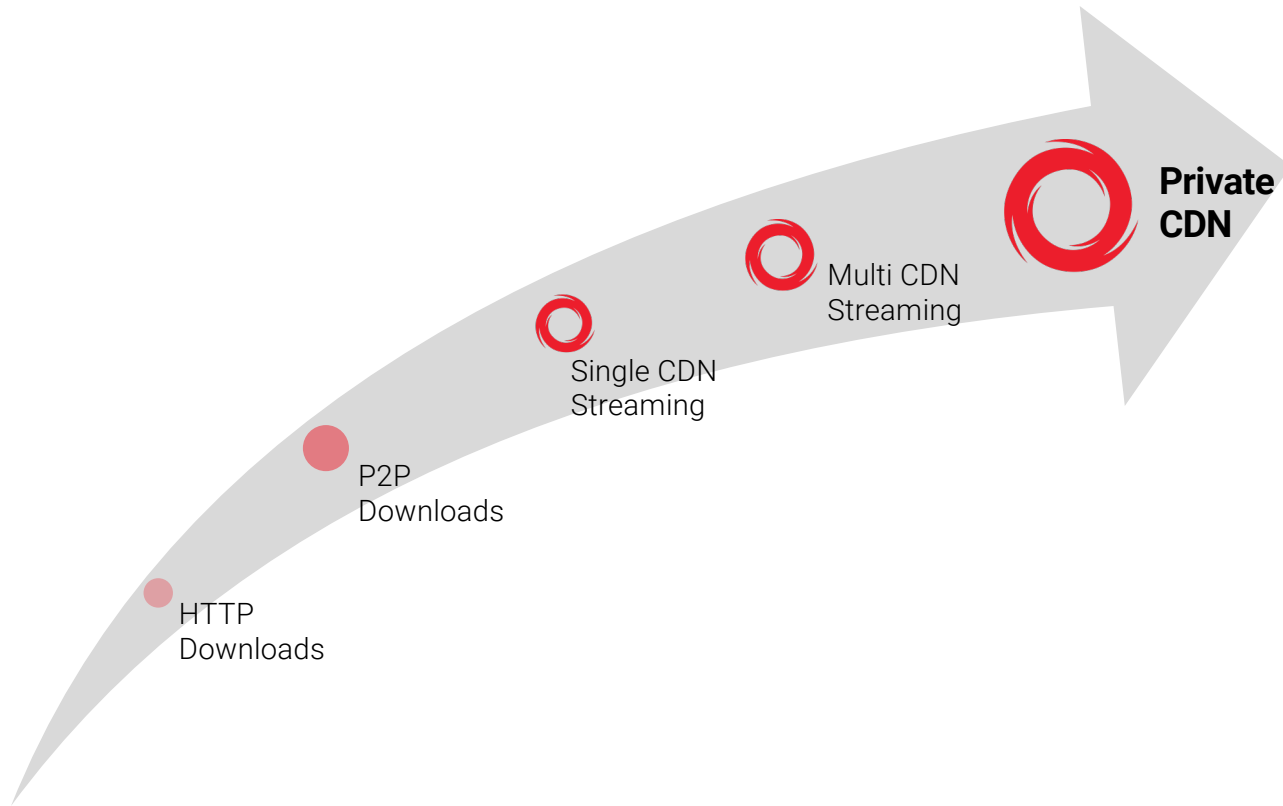 Private
CDN
Multi CDN
Streaming
Single CDN
Streaming
P2P
Downloads
HTTP
Downloads